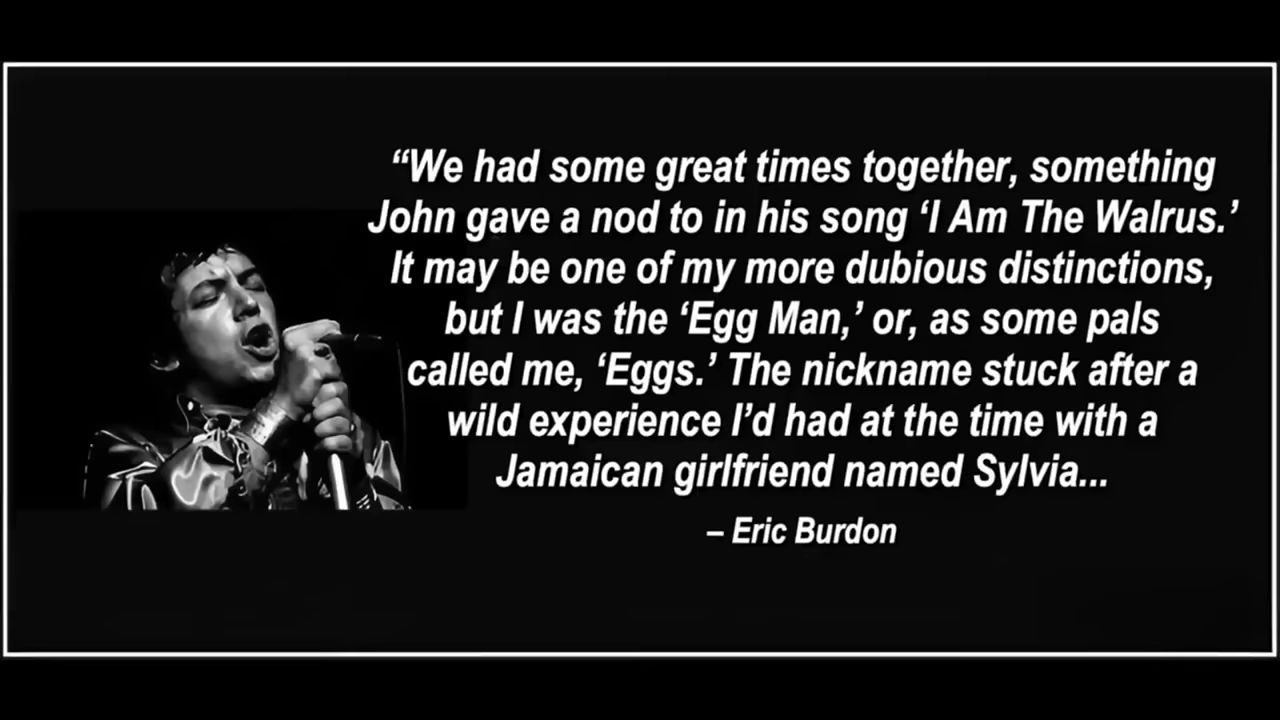 “We had some great times together, something
John gave a nod to in his song ‘I Am The Walrus.’
It may be one of my more dubious distinctions,
but I was the ‘Egg Man,’ or, as some pals
called me, ‘Eggs.’ The nickname stuck after a
wild experience I’d had at the time with a
Jamaican girlfriend named Sylvia...
– Eric Burdon